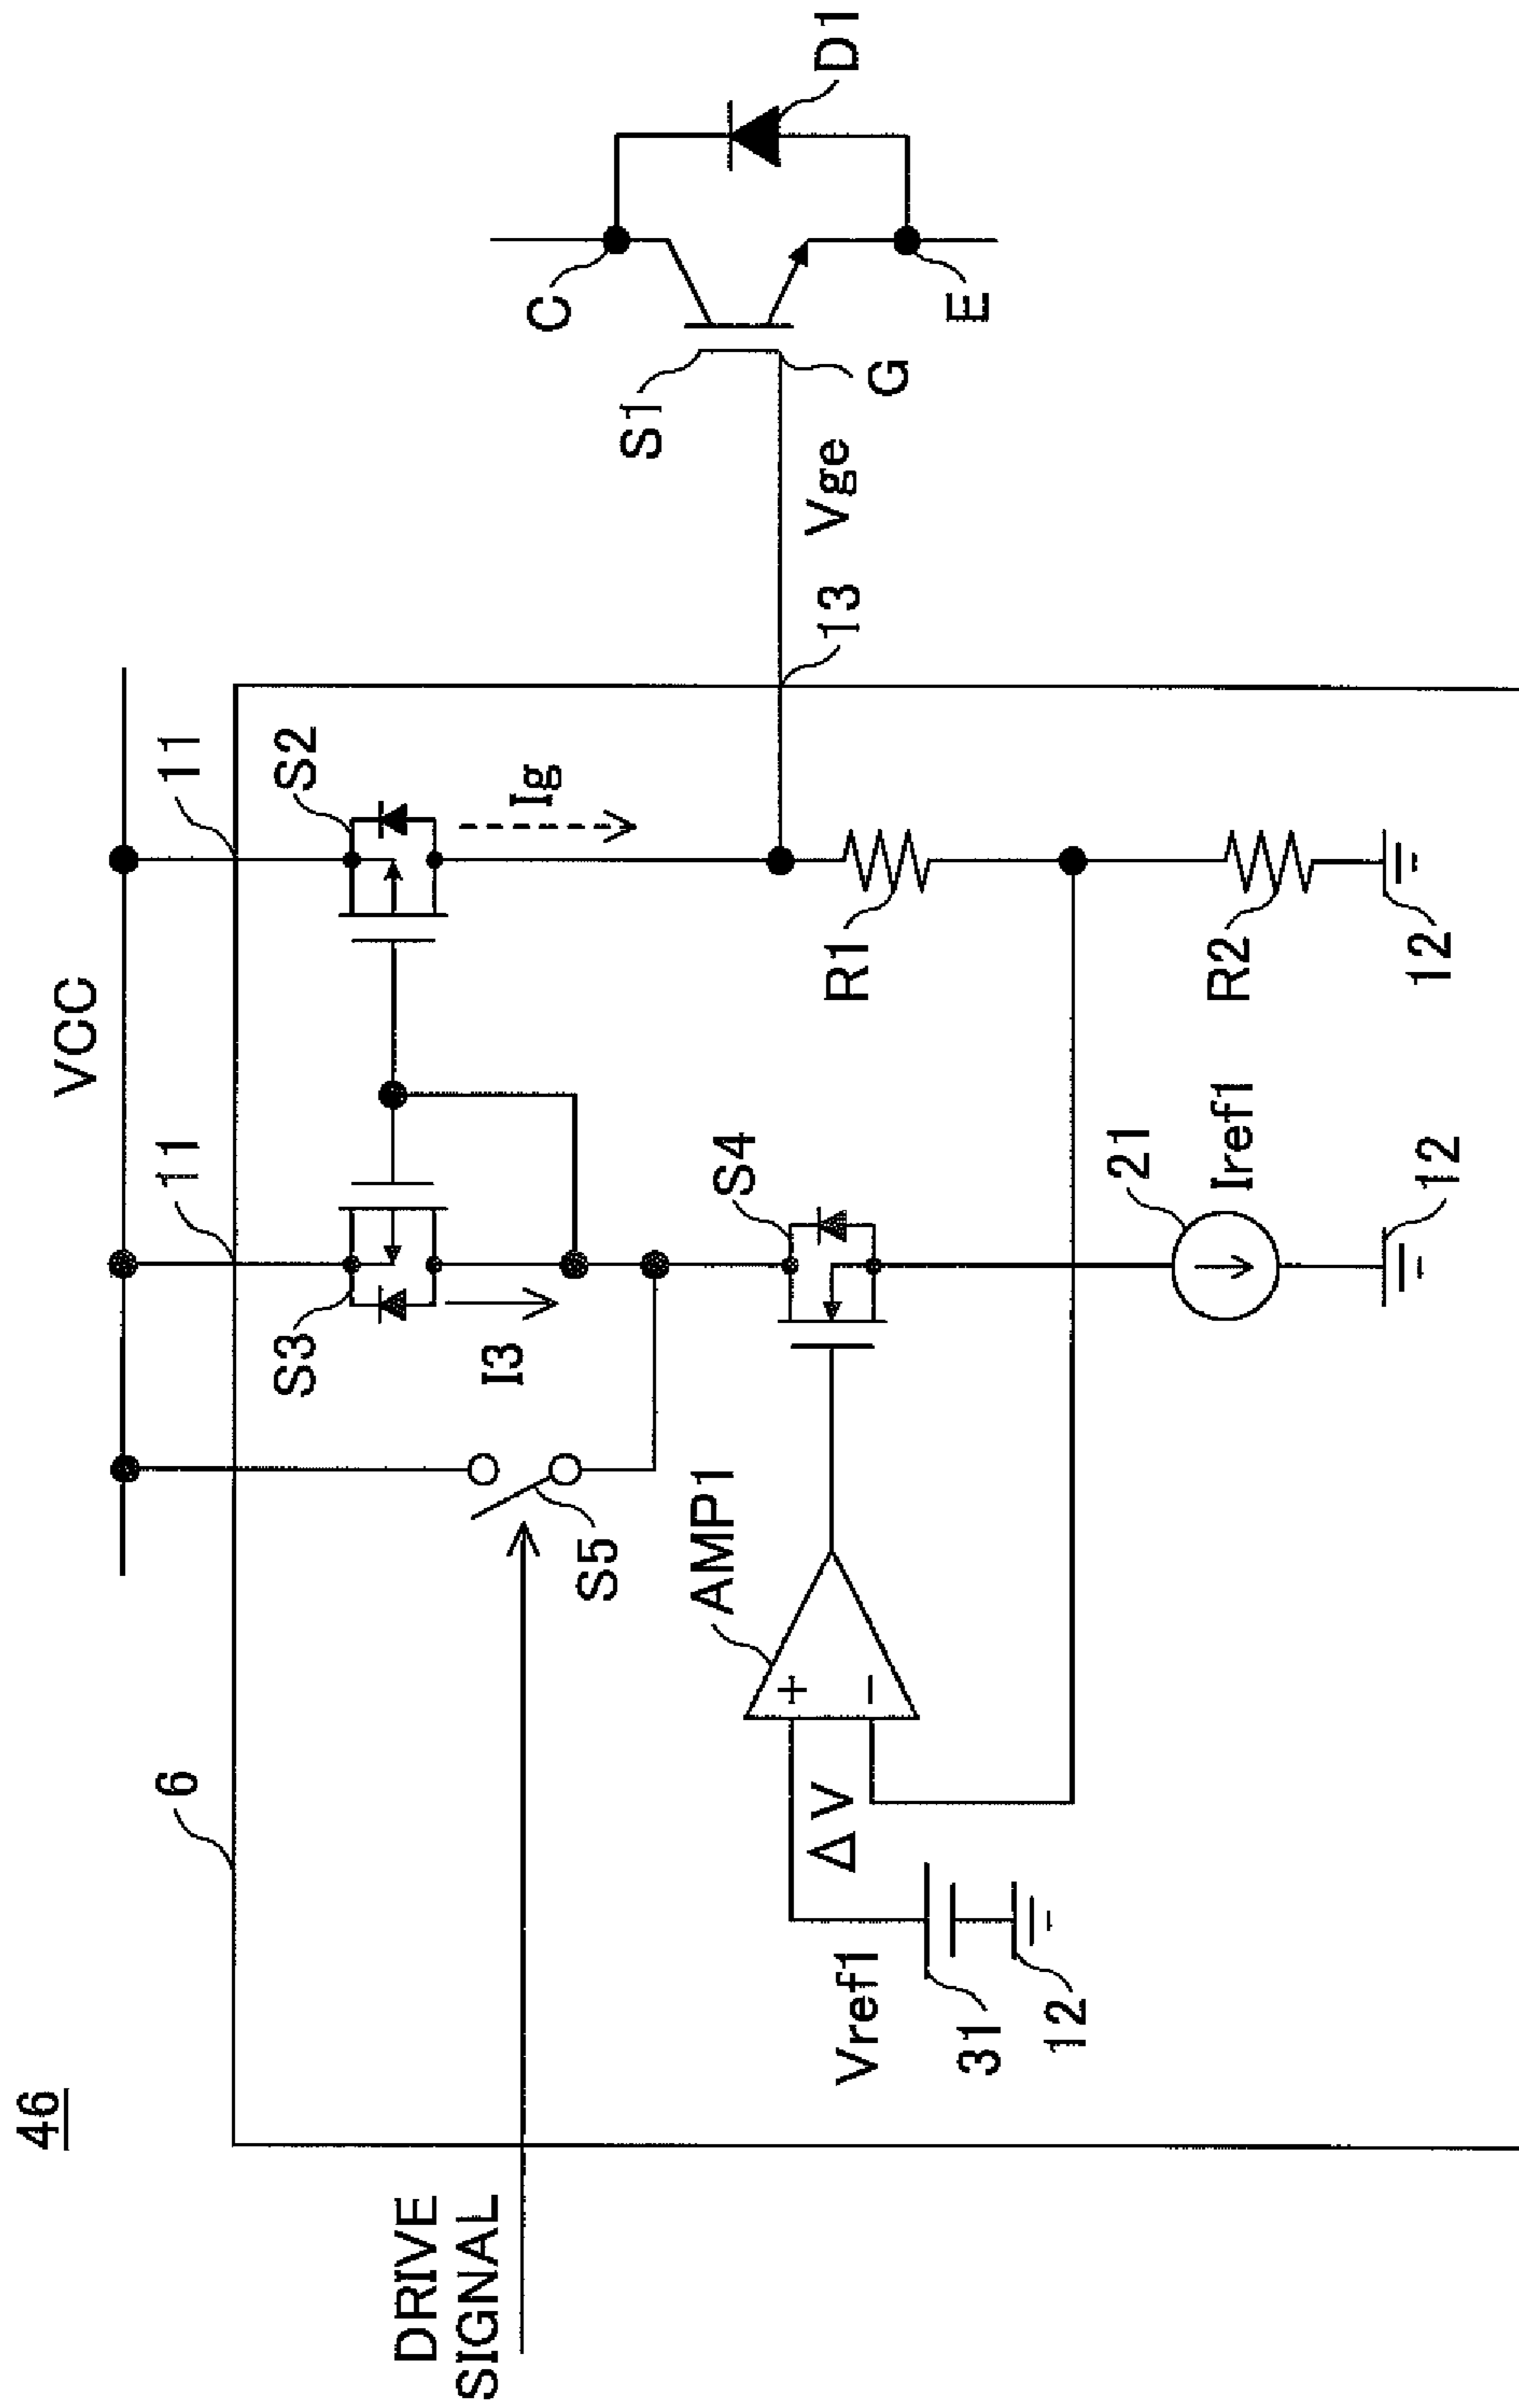 46
VCC
6
11
11
DRIVE
SIGNAL
S5
S3
I3
S2
Ig
AMP1
S4
+
-
ΔV
Vref1
31
12
21
Iref1
12
R1
R2
12
13
Vge
S1
G
C
E
D1